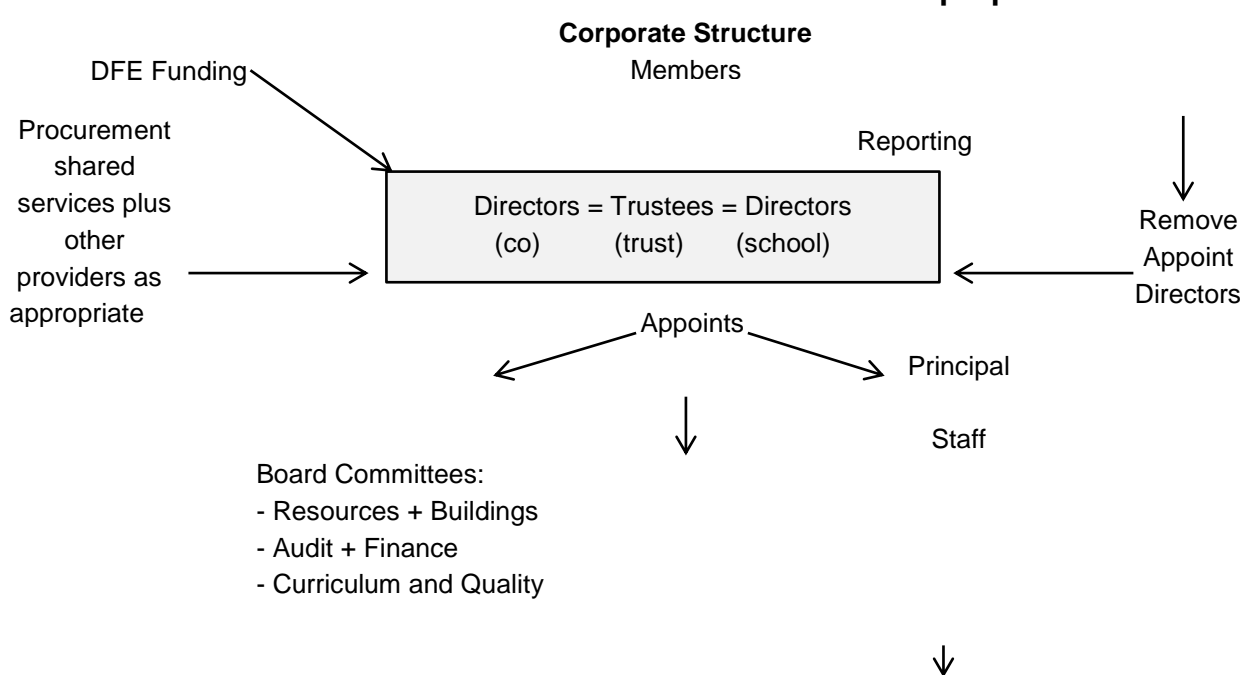 Corporate Structure
Members
DFE Funding
Procurement
shared
services plus
other
providers as
appropriate
Reporting
Directors = Trustees = Directors
(co) (trust) (school)
Remove
Appoint
Directors
Appoints
Principal
Staff
Board Committees:
- Resources + Buildings
- Audit + Finance
- Curriculum and Quality